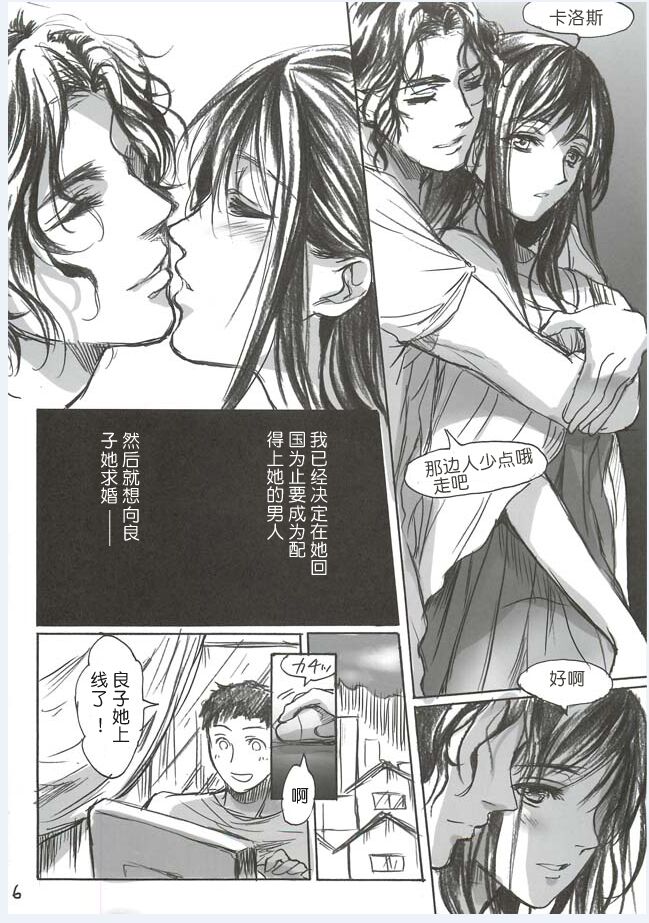 卡洛斯
那边人少点哦
走吧
好啊
我已经决定在她回
国为止要成为配
得上她的男人
然后就想向良
子她求婚——
カチッ
啊
良子她上
线了！
6